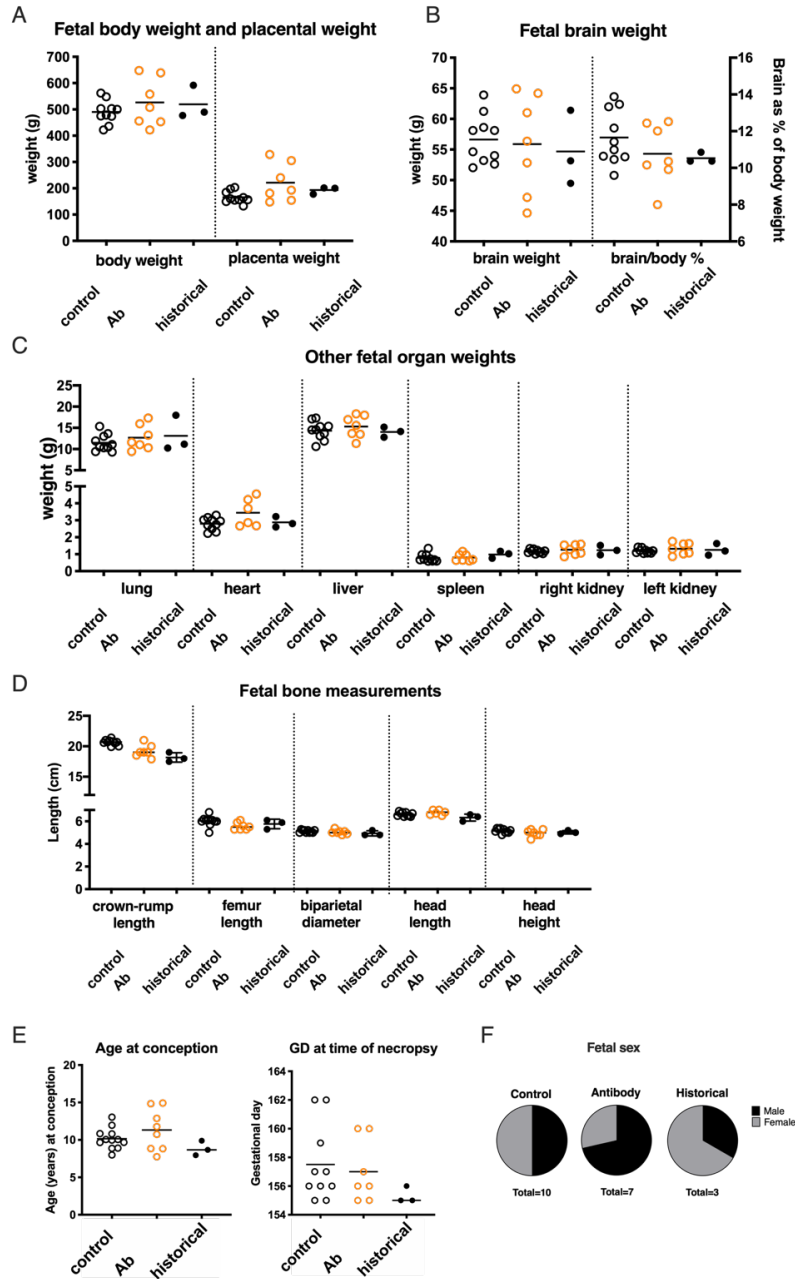 A
Fetal body weight and placental weight
700
600
500
400
300
200
100
0
weight (g)
body weight
placenta weight
control
Ab
historical
control
Ab
historical
B
Fetal brain weight
70
65
60
55
50
45
40
weight (g)
16
14
12
10
8
6
Brain as % of body weight
brain weight
brain/body %
control
Ab
historical
control
Ab
historical
C
Other fetal organ weights
25
20
15
10
5
5
4
3
2
1
0
weight (g)
lung
heart
liver
spleen
right kidney
left kidney
control
Ab
historical
control
Ab
historical
control
Ab
historical
control
Ab
historical
control
Ab
historical
control
Ab
historical
D
Fetal bone measurements
25
20
15
6
4
2
0
Length (cm)
crown-rump
length
femur
length
biparietal
diameter
head
length
head
height
control
Ab
historical
control
Ab
historical
control
Ab
historical
control
Ab
historical
control
Ab
historical
E
Age at conception
20
15
10
5
0
Age (years) at conception
control
Ab
historical
GD at time of necropsy
164
162
160
158
156
154
Gestational day
control
Ab
historical
F
Fetal sex
Control
Antibody
Historical
Male
Female
Total=10
Total=7
Total=3